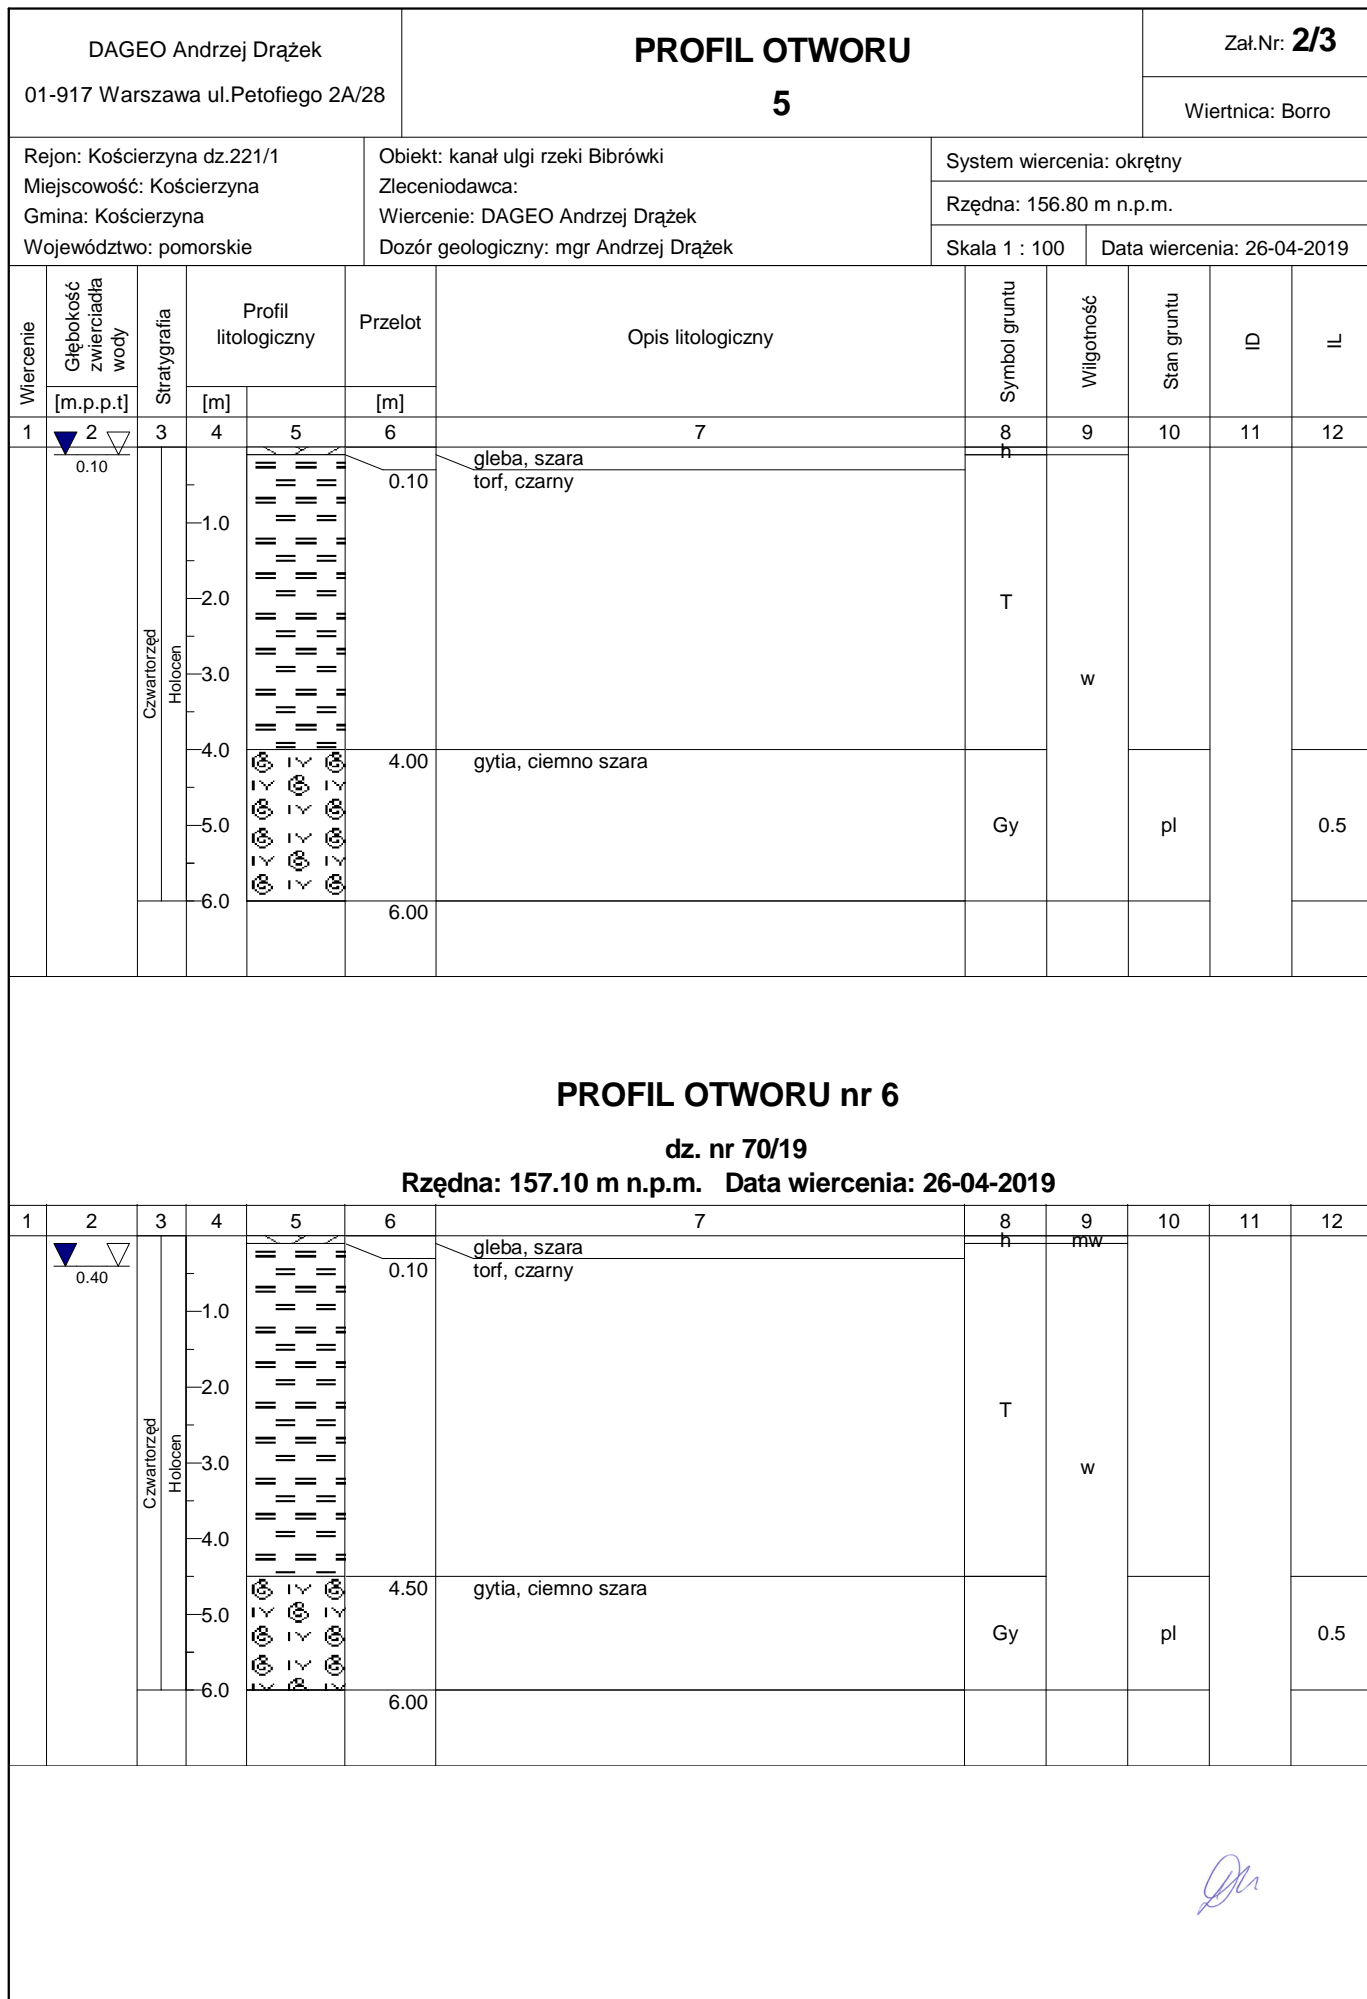 DAGEO Andrzej Drążek
01-917 Warszawa ul.Petofiego 2A/28
PROFIL OTWORU
5
Zał.Nr: 2/3
Wiertnica: Borro
Rejon: Kościerzyna dz.221/1
Miejscowość: Kościerzyna
Gmina: Kościerzyna
Województwo: pomorskie
Obiekt: kanał ulgi rzeki Bibrówki
Zleceniodawca:
Wiercenie: DAGEO Andrzej Drążek
Dozór geologiczny: mgr Andrzej Drążek
System wiercenia: okrętny
Rzędna: 156.80 m n.p.m.
Skala 1 : 100
Data wiercenia: 26-04-2019
Wiercenie
Głębokość
zwierciadła
wody
[m.p.p.t]
Stratygrafia
Profil
litologiczny
[m]
Przelot
[m]
Opis litologiczny
Symbol gruntu
Wilgotność
Stan gruntu
ID
IL
1 2 3 4 5 6 7 8 9 10 11 12
0.10
gleba, szara
h
0.10
torf, czarny
1.0
2.0
T
Czwartorzęd
Holocen
3.0
w
4.0
4.00
gytia, ciemno szara
5.0
Gy
pl
0.5
6.0
6.00
PROFIL OTWORU nr 6
dz. nr 70/19
Rzędna: 157.10 m n.p.m. Data wiercenia: 26-04-2019
1 2 3 4 5 6 7 8 9 10 11 12
0.40
gleba, szara
h
mw
0.10
torf, czarny
1.0
2.0
T
Czwartorzęd
Holocen
3.0
w
4.0
4.50
gytia, ciemno szara
5.0
Gy
pl
0.5
6.0
6.00